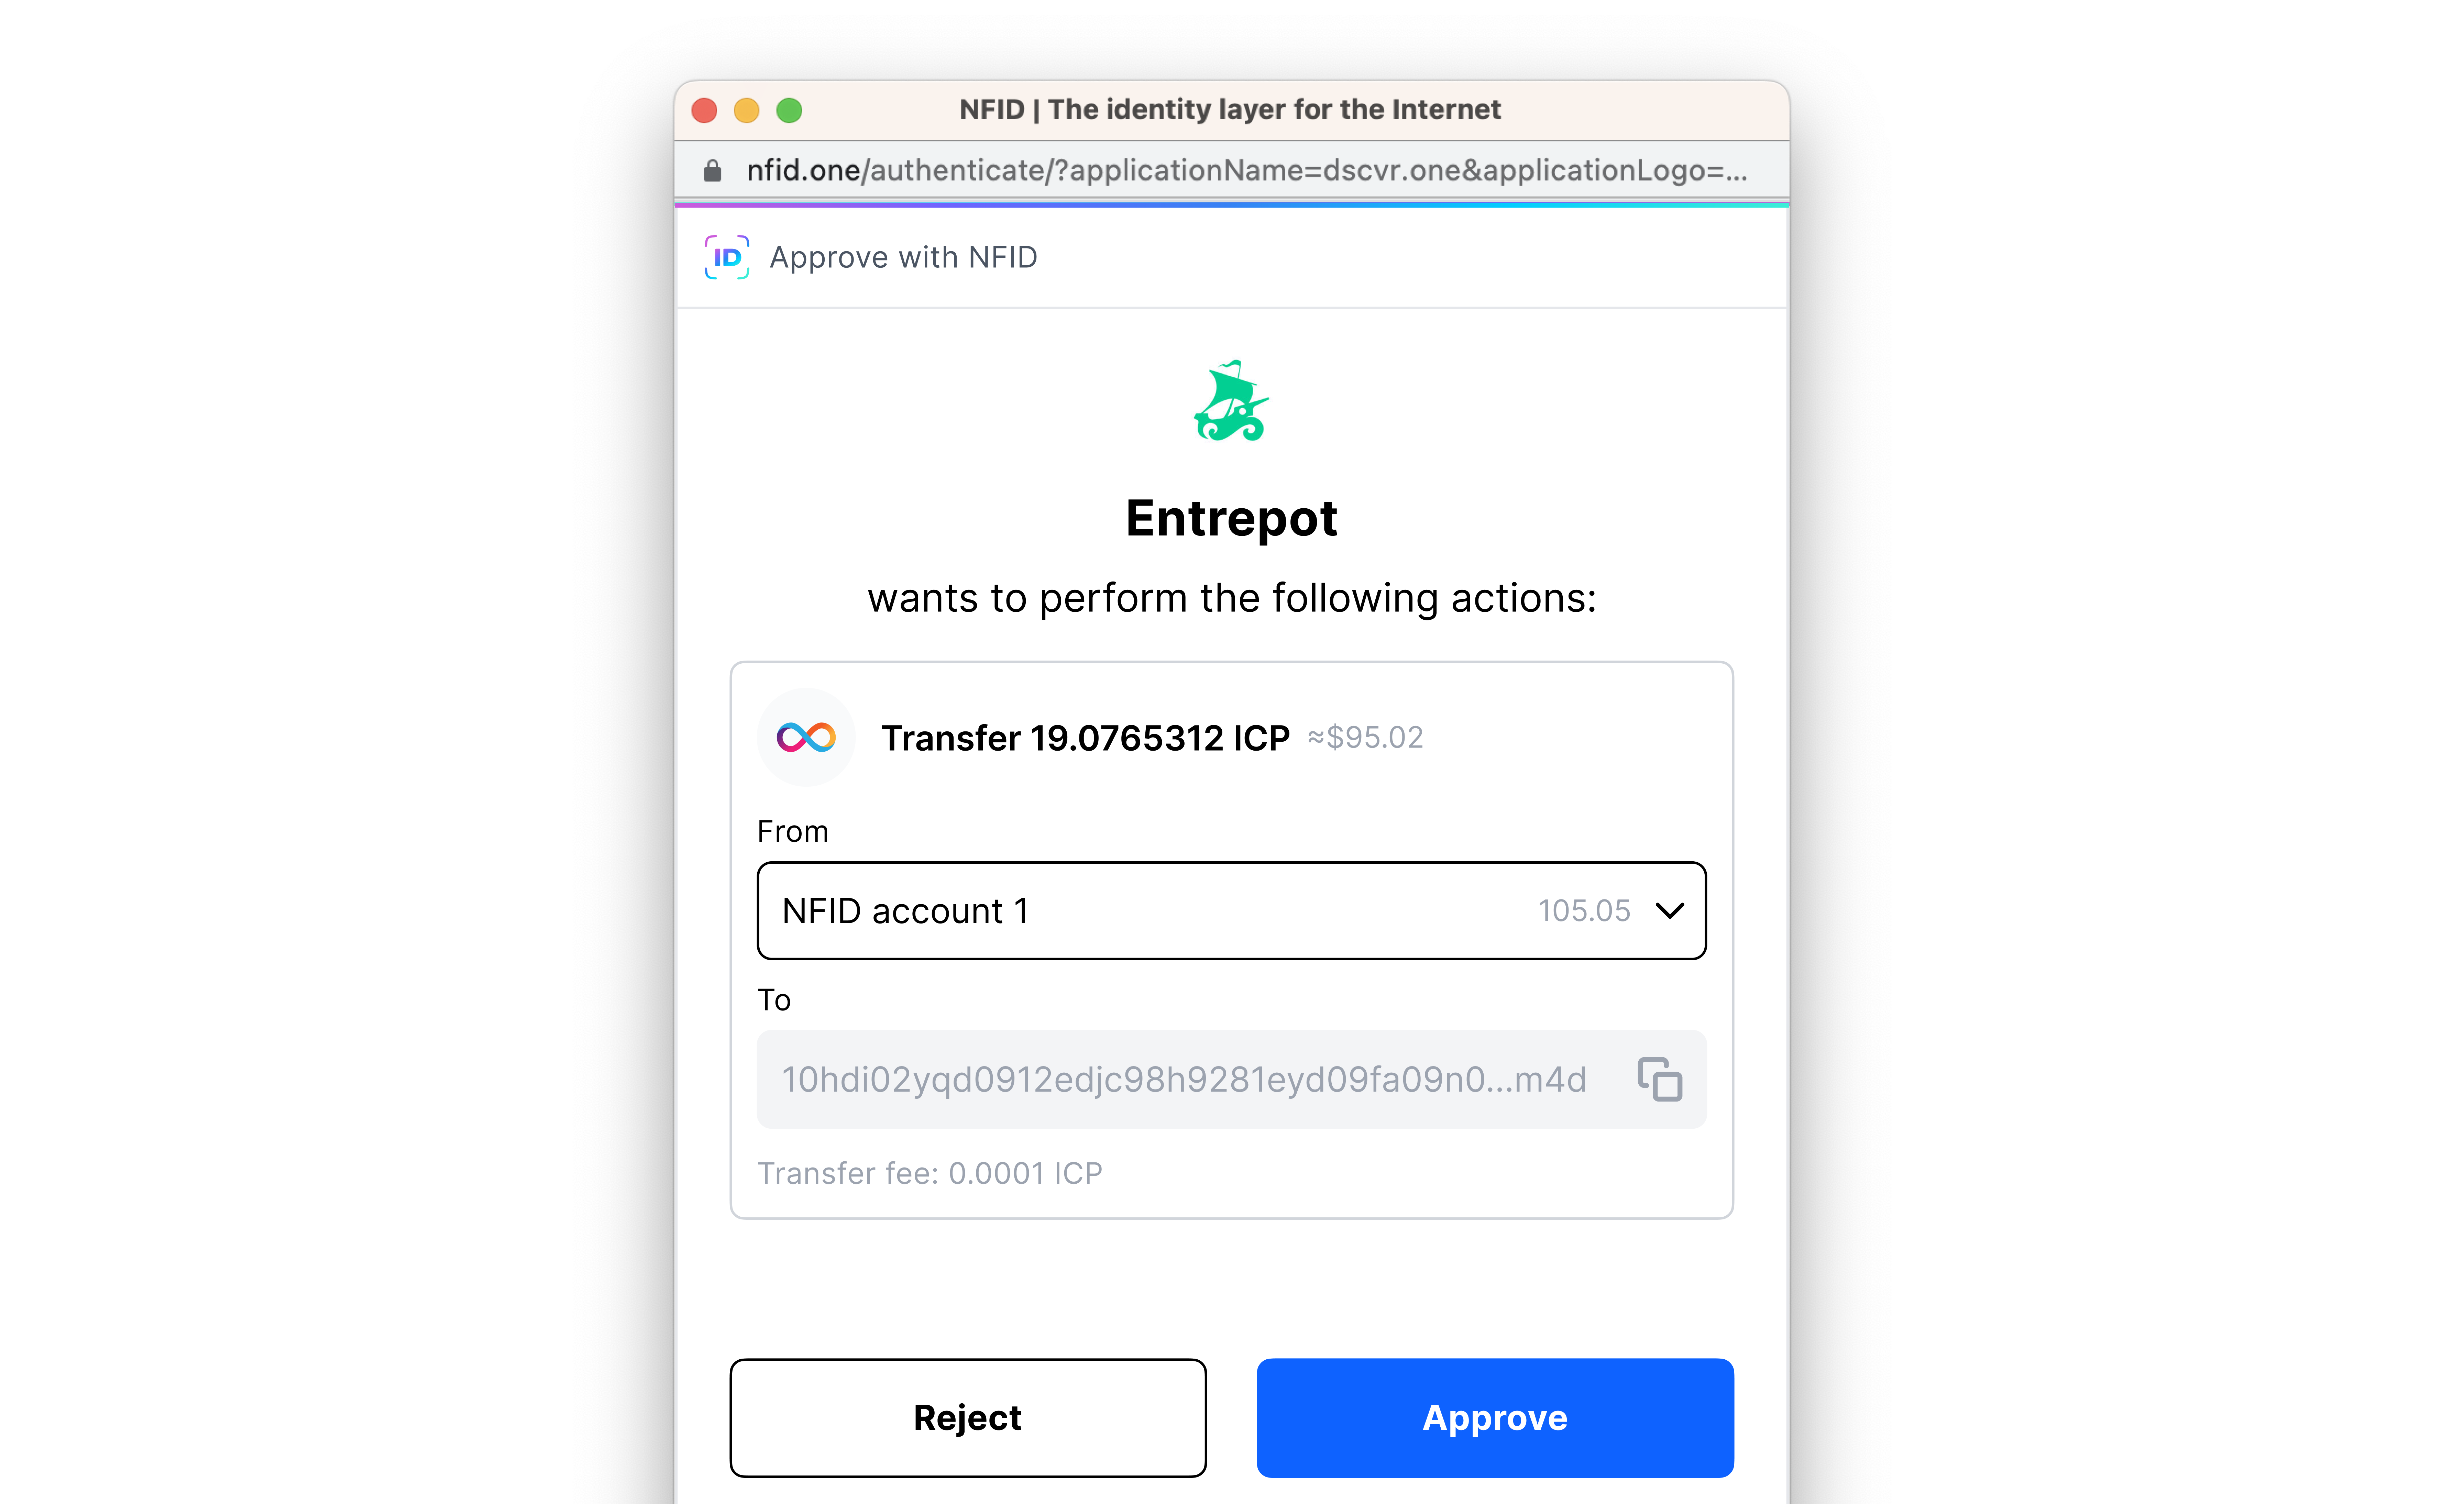 NFID | The identity layer for the Internet
nfid.one/authenticate/?applicationName=dscvr.one&applicationLogo=...
ID Approve with NFID
Entrepot
wants to perform the following actions:
Transfer 19.0765312 ICP ≈$95.02
From
NFID account 1 105.05
To
10hdi02yqd0912edjc98h9281eyd09fa09n0...m4d
Transfer fee: 0.0001 ICP
Reject Approve